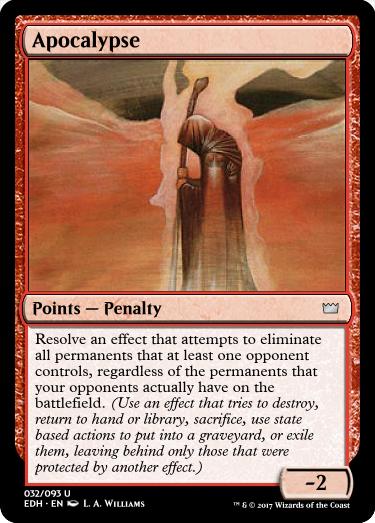 Apocalypse
Points — Penalty
Resolve an effect that attempts to eliminate
all permanents that at least one opponent
controls, regardless of the permanents that
your opponents actually have on the
battlefield. (Use an effect that tries to destroy,
return to hand or library, sacrifice, use state
based actions to put into a graveyard, or exile
them, leaving behind only those that were
protected by another effect.)
–2
032/093 U
EDH • EN L. A. WILLIAMS
™ & © 2017 Wizards of the Coast